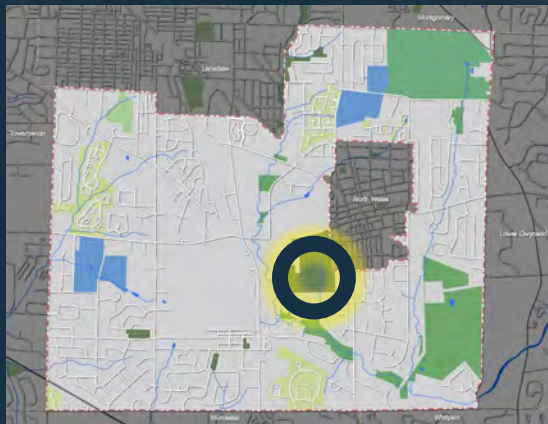 Montgomery
Lansdale
Towamencin
North Wales
Lower Gwynedd
Worcester
Whitpain